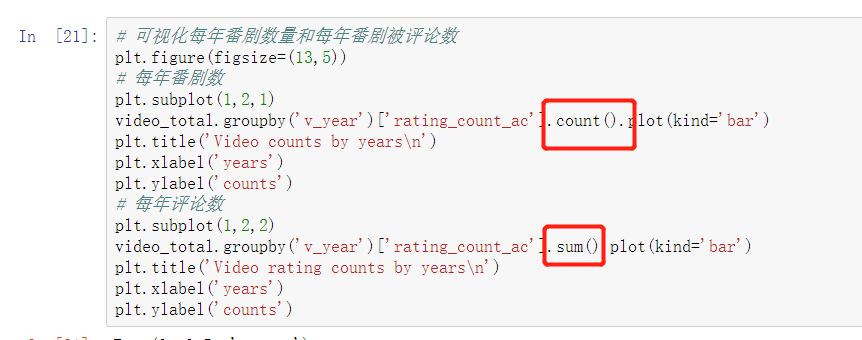 In [21]:
# 可视化每年番剧数量和每年番剧被评论数
plt.figure(figsize=(13,5))
# 每年番剧数
plt.subplot(1,2,1)
video_total.groupby('v_year')['rating_count_ac'].count().plot(kind='bar')
plt.title('Video counts by years\n')
plt.xlabel('years')
plt.ylabel('counts')
# 每年评论数
plt.subplot(1,2,2)
video_total.groupby('v_year')['rating_count_ac'].sum().plot(kind='bar')
plt.title('Video rating counts by years\n')
plt.xlabel('years')
plt.ylabel('counts')